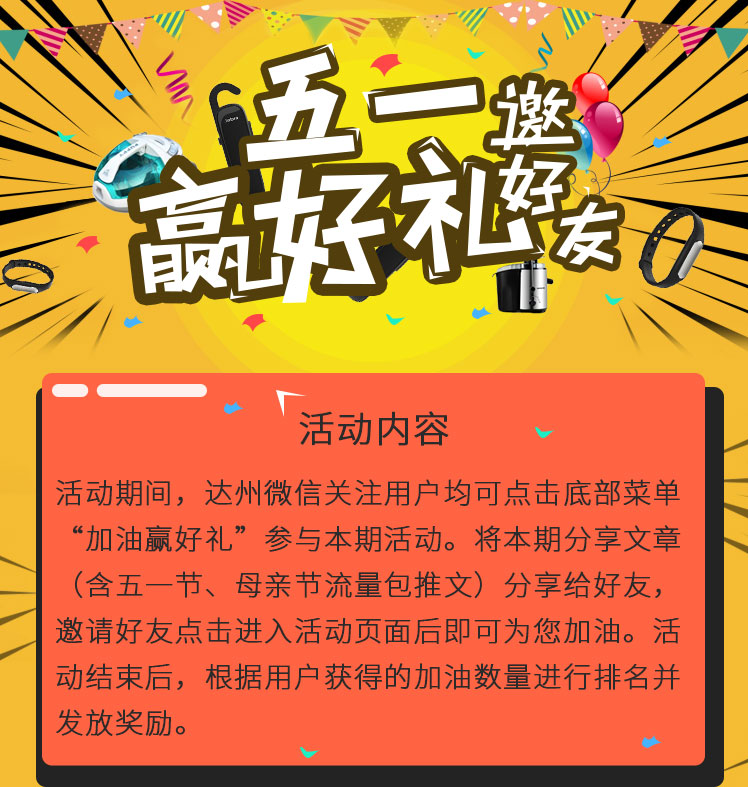 五一邀
赢好礼好友
活动内容
活动期间，达州微信关注用户均可点击底部菜单
“加油赢好礼”参与本期活动。将本期分享文章
（含五一节、母亲节流量包推文）分享给好友，
邀请好友点击进入活动页面后即可为您加油。活
动结束后，根据用户获得的加油数量进行排名并
发放奖励。